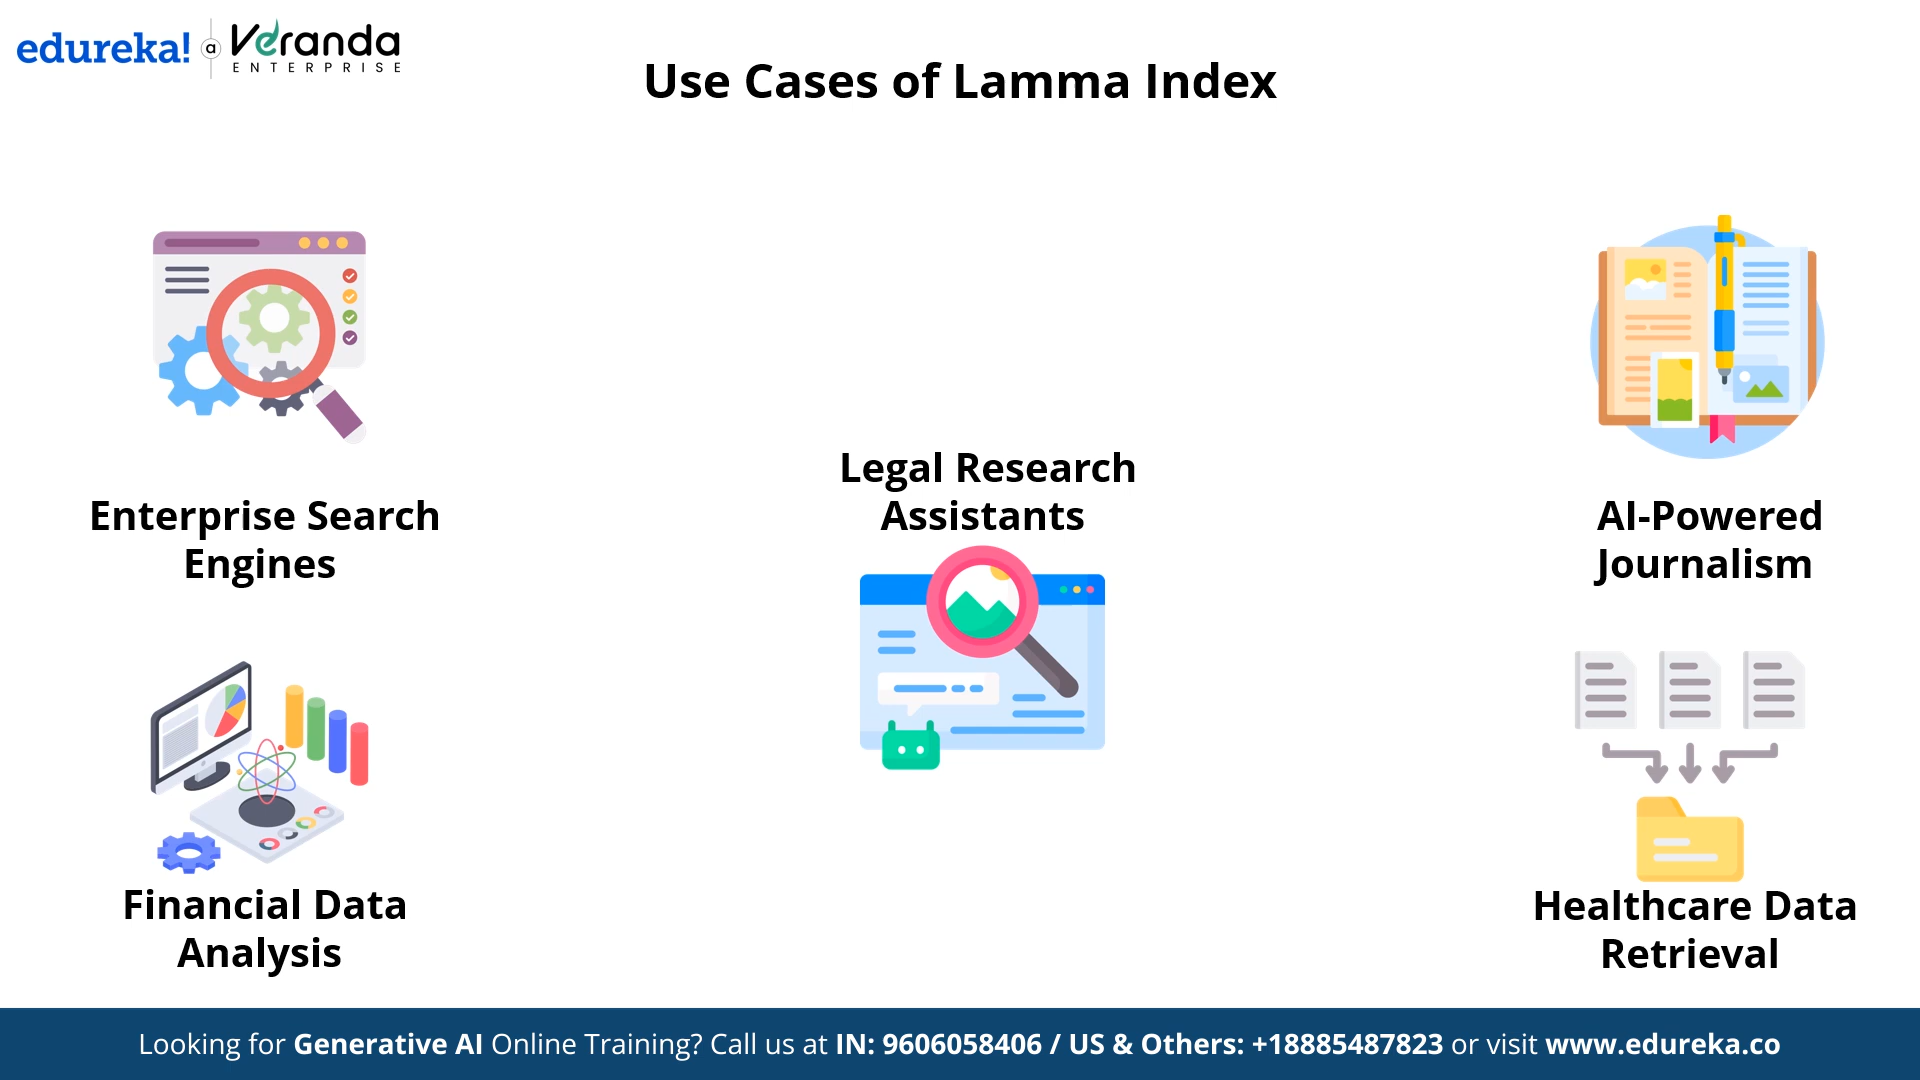 edureka! a Veranda
ENTERPRISE
Use Cases of Lamma Index
Enterprise Search
Engines
Legal Research
Assistants
AI-Powered
Journalism
Financial Data
Analysis
Healthcare Data
Retrieval
Looking for Generative AI Online Training? Call us at IN: 9606058406 / US & Others: +18885487823 or visit www.edureka.co